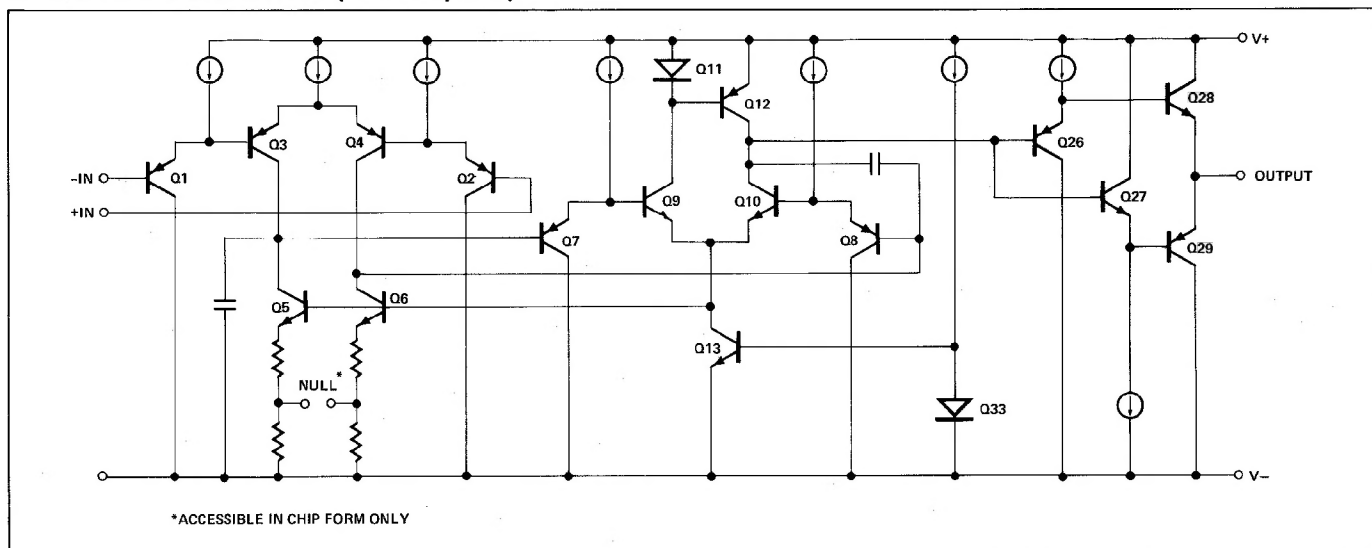 V+
Q11
Q12
Q28
Q3
Q4
Q26
-IN
Q1
Q2
OUTPUT
+IN
Q9
Q10
Q27
Q7
Q8
Q29
Q5
Q6
Q13
NULL*
Q33
V-
*ACCESSIBLE IN CHIP FORM ONLY